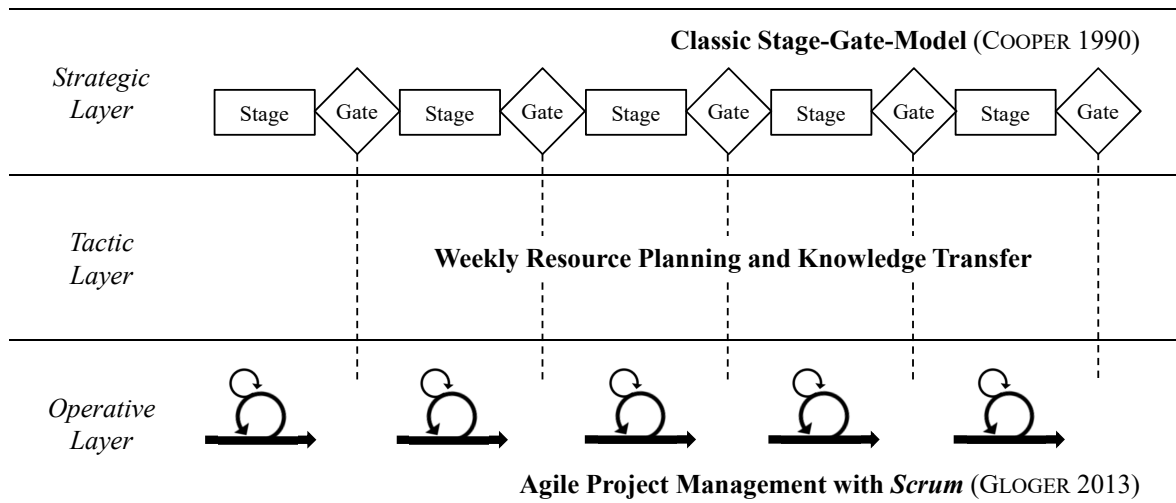 Classic Stage-Gate-Model (COOPER 1990)
Strategic
Layer
Stage Gate Stage Gate Stage Gate Stage Gate Stage Gate
Tactic
Layer
Weekly Resource Planning and Knowledge Transfer
Operative
Layer
Agile Project Management with Scrum (GLOGER 2013)